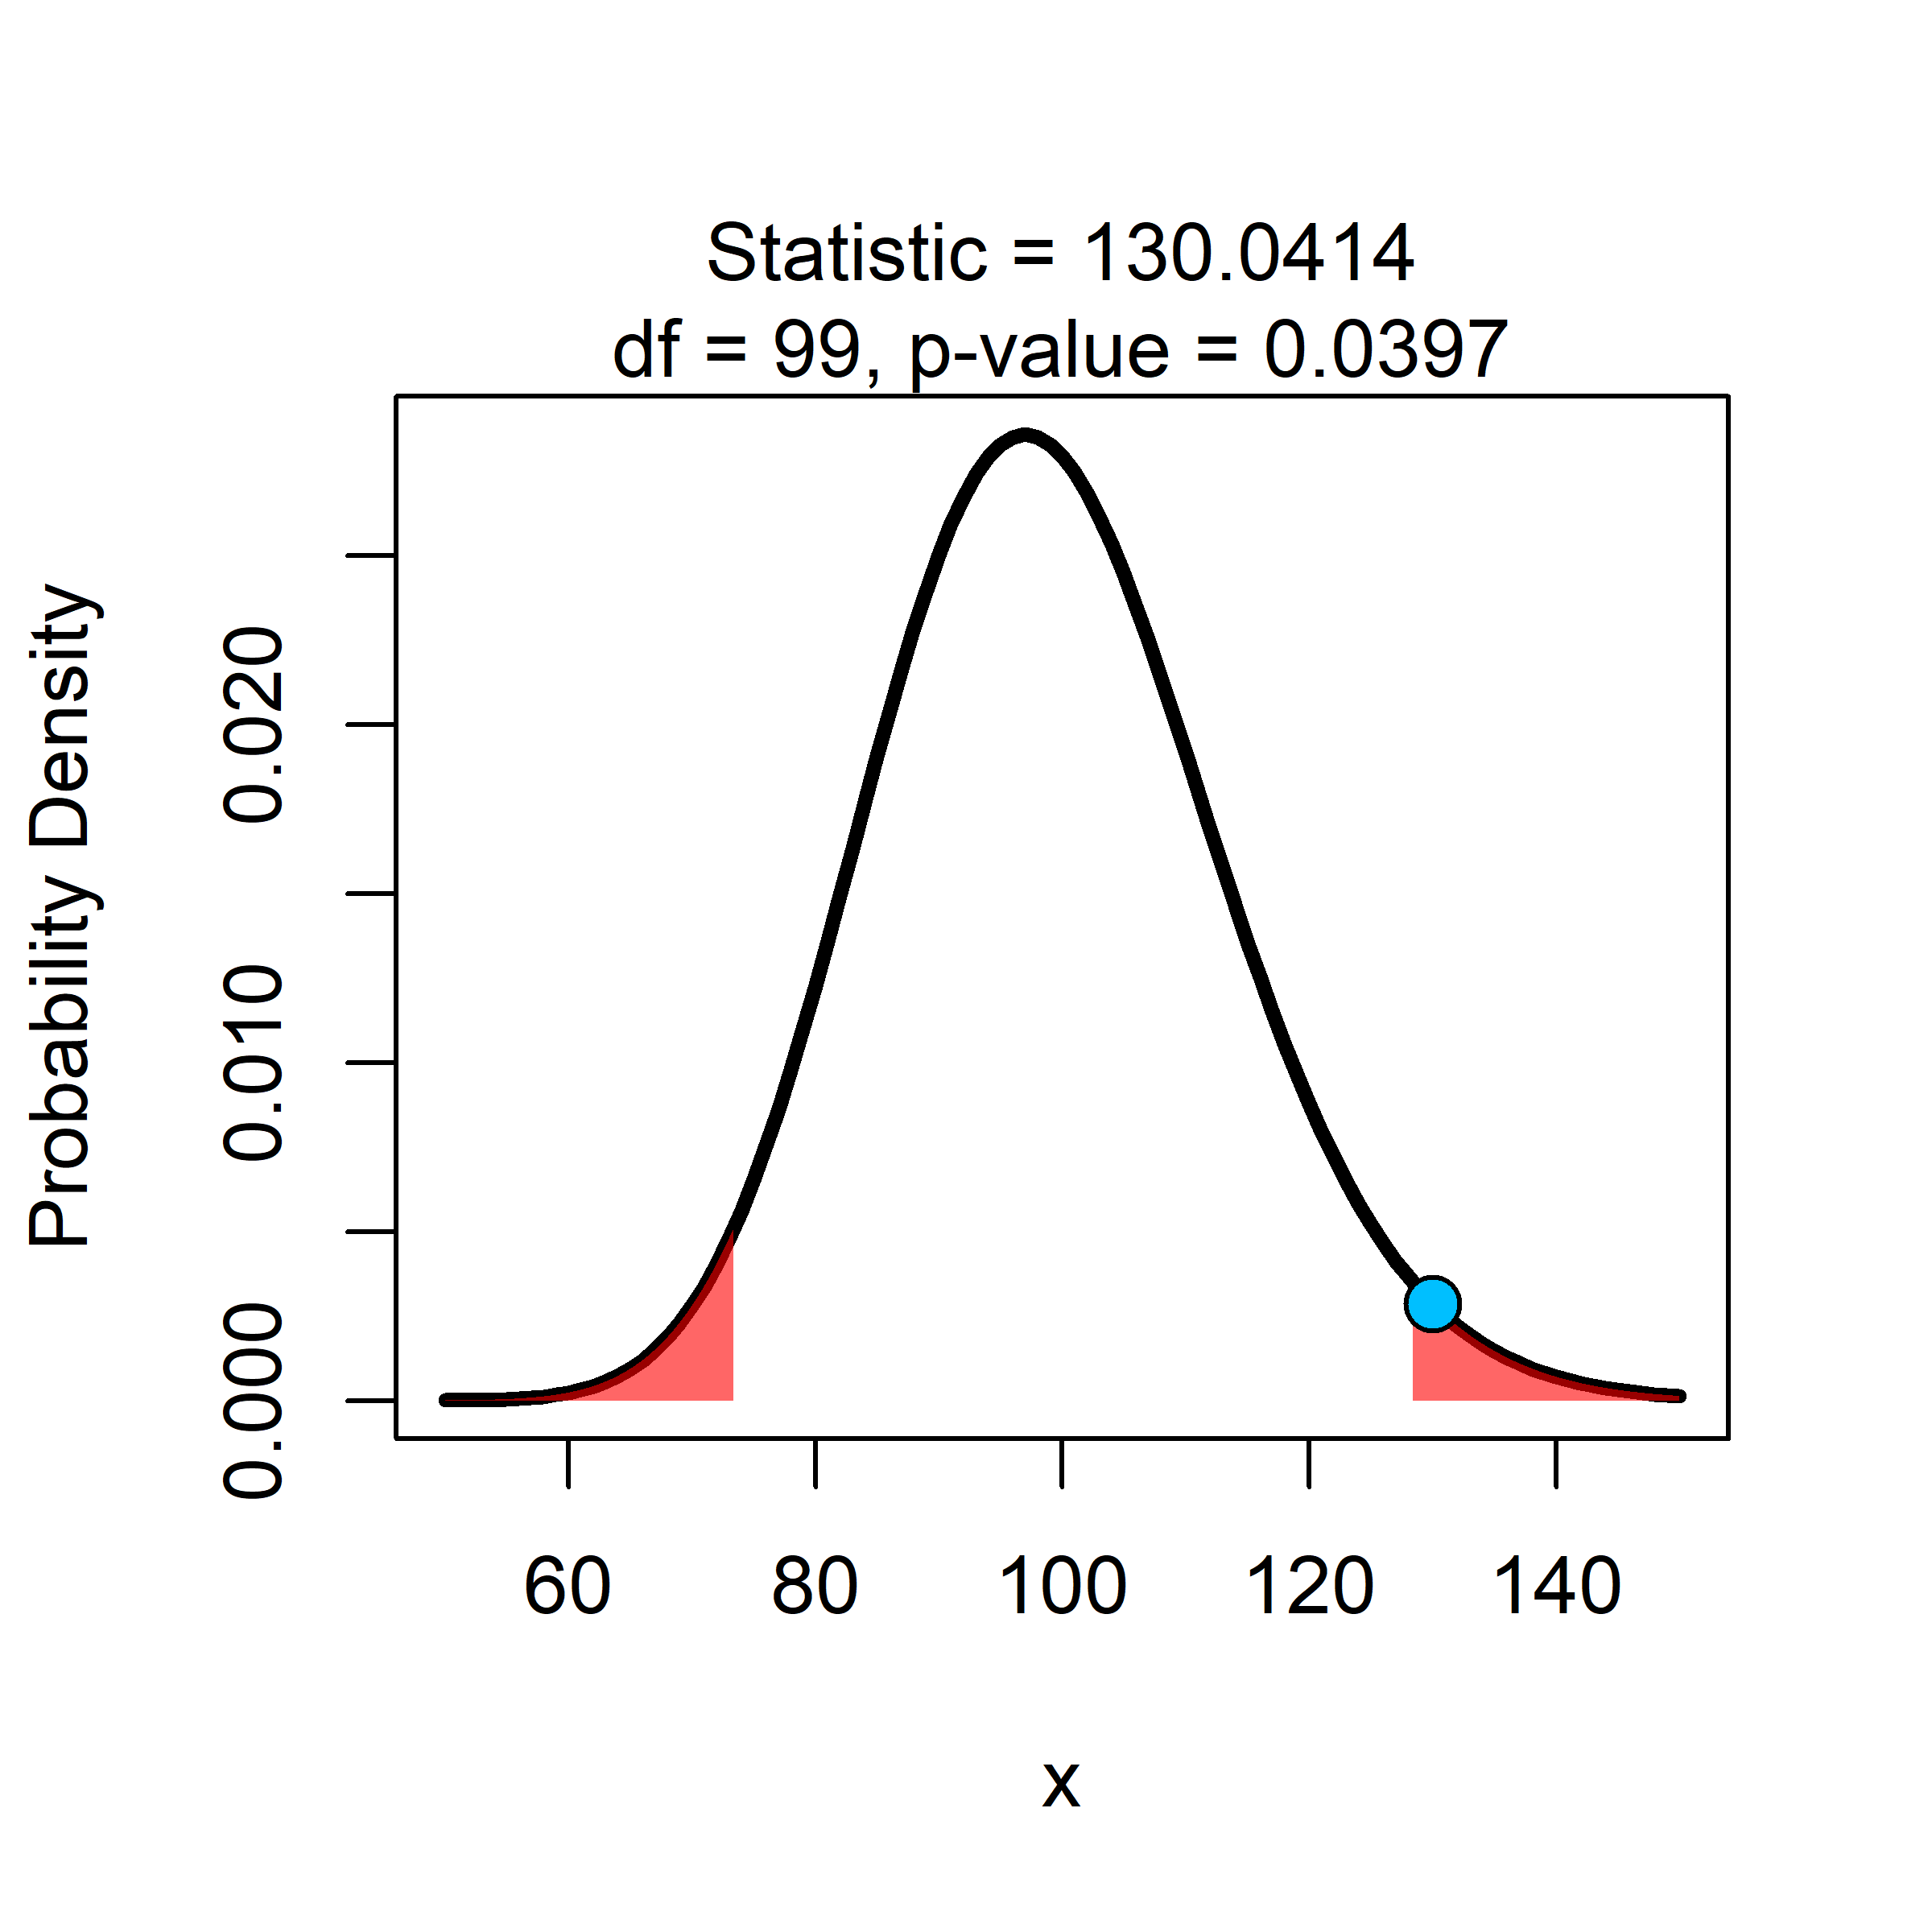 Statistic = 130.0414
df = 99, p-value = 0.0397
Probability Density
0.020
0.010
0.000
60 80 100 120 140
x